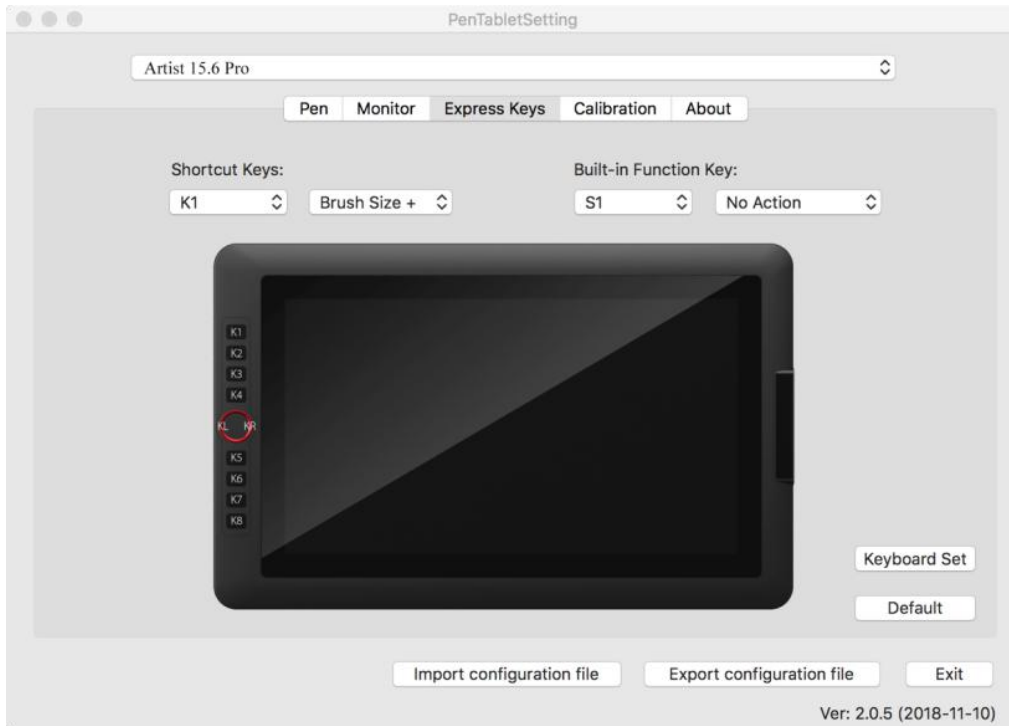 PenTabletSetting
Artist 15.6 Pro
Pen Monitor Express Keys Calibration About
Shortcut Keys: Built-in Function Key:
K1 Brush Size + S1 No Action
K1
K2
K3
K4
KL KR
K5
K6
K7
K8
Keyboard Set
Default
Import configuration file Export configuration file Exit
Ver: 2.0.5 (2018-11-10)